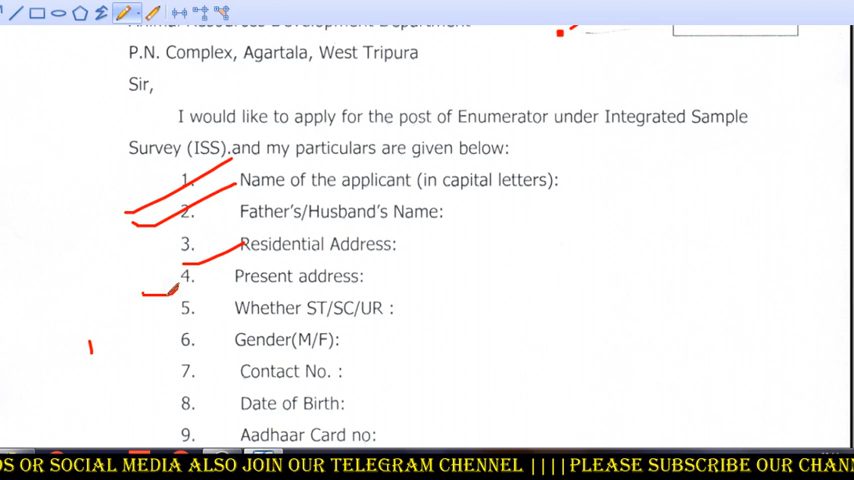 P.N. Complex, Agartala, West Tripura
Sir,
I would like to apply for the post of Enumerator under Integrated Sample
Survey (ISS).and my particulars are given below:
1. Name of the applicant (in capital letters):
2. Father's/Husband's Name:
3. Residential Address:
4. Present address:
5. Whether ST/SC/UR :
6. Gender(M/F):
7. Contact No. :
8. Date of Birth:
9. Aadhaar Card no:
OS OR SOCIAL MEDIA ALSO JOIN OUR TELEGRAM CHENNEL ||||PLEASE SUBSCRIBE OUR CHAN